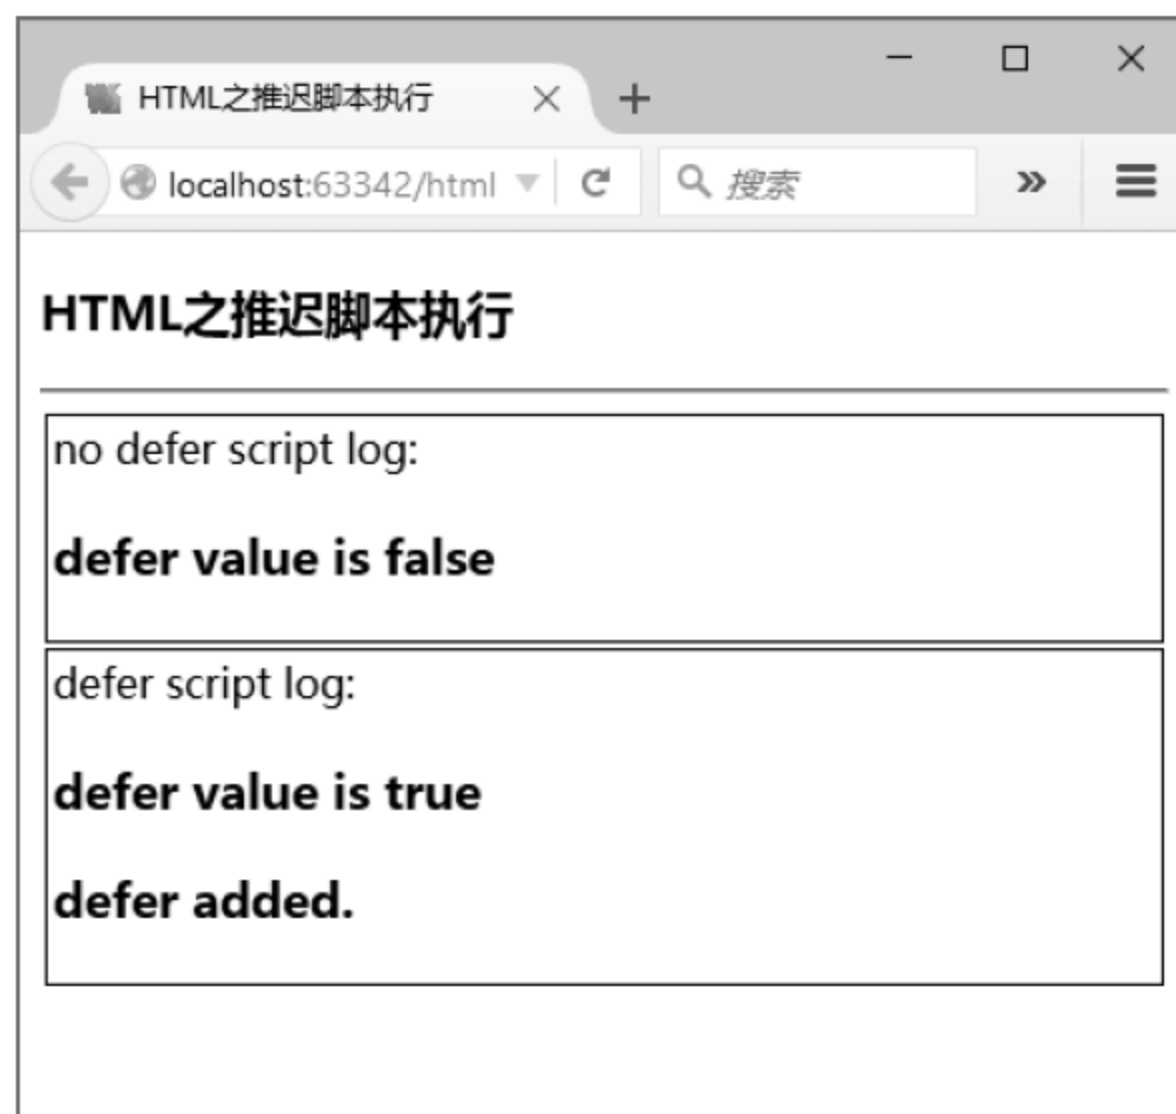 HTML之推迟脚本执行
localhost:63342/html
搜索
HTML之推迟脚本执行
no defer script log:
defer value is false
defer script log:
defer value is true
defer added.